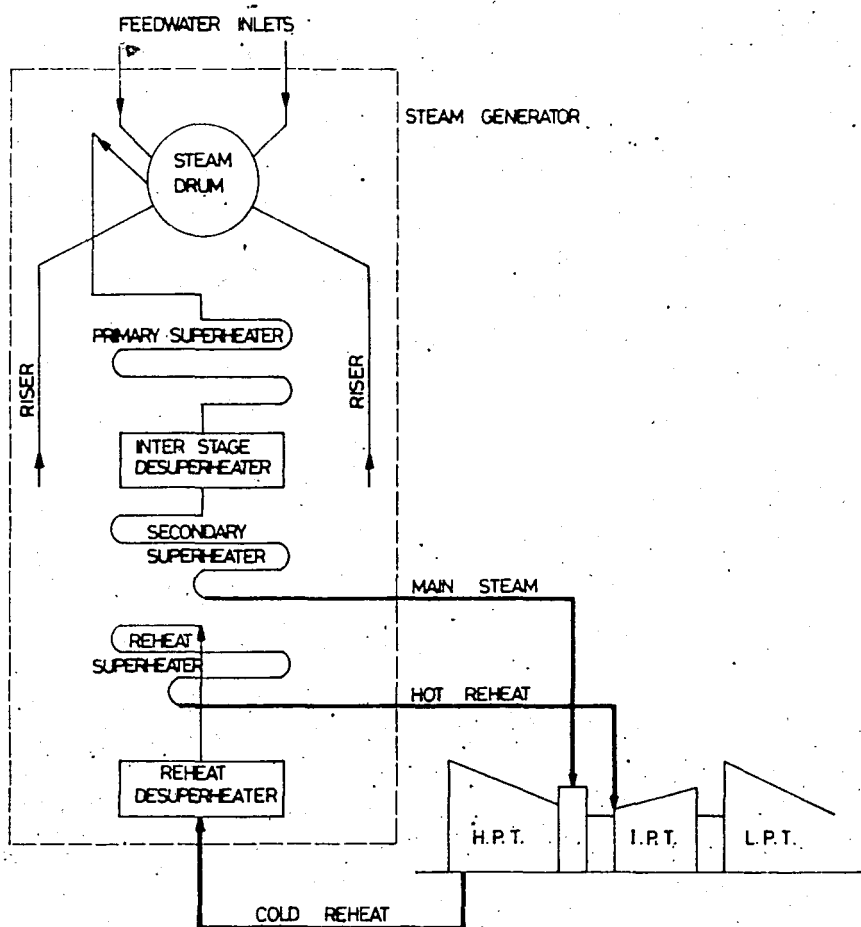 FEEDWATER INLETS
STEAM GENERATOR
STEAM
DRUM
PRIMARY SUPERHEATER
RISER
RISER
INTER STAGE
DESUPERHEATER
SECONDARY
SUPERHEATER
MAIN STEAM
REHEAT
SUPERHEATER
HOT REHEAT
REHEAT
DESUPERHEATER
H.P.T.
I.P.T.
L.P.T.
COLD REHEAT